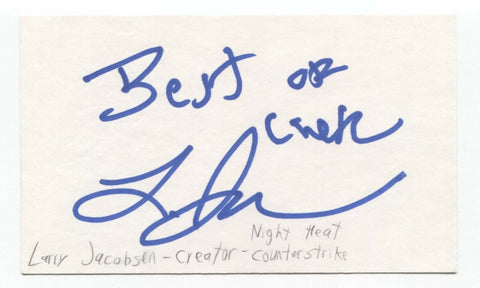 Best of
Luck
Night Heat
Larry Jacobsen - creator - counterstrike